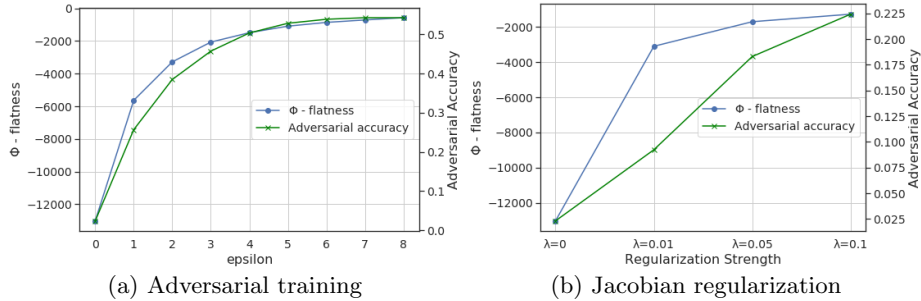 0
−2000
−4000
−6000
−8000
−10000
−12000
Φ - flatness
0 1 2 3 4 5 6 7 8
epsilon
0.5
0.4
0.3
0.2
0.1
0.0
Adversarial Accuracy
Φ - flatness
Adversarial accuracy
(a) Adversarial training
−2000
−4000
−6000
−8000
−10000
−12000
Φ - flatness
λ=0 λ=0.01 λ=0.05 λ=0.1
Regularization Strength
0.225
0.200
0.175
0.150
0.125
0.100
0.075
0.050
0.025
Adversarial Accuracy
Φ - flatness
Adversarial accuracy
(b) Jacobian regularization